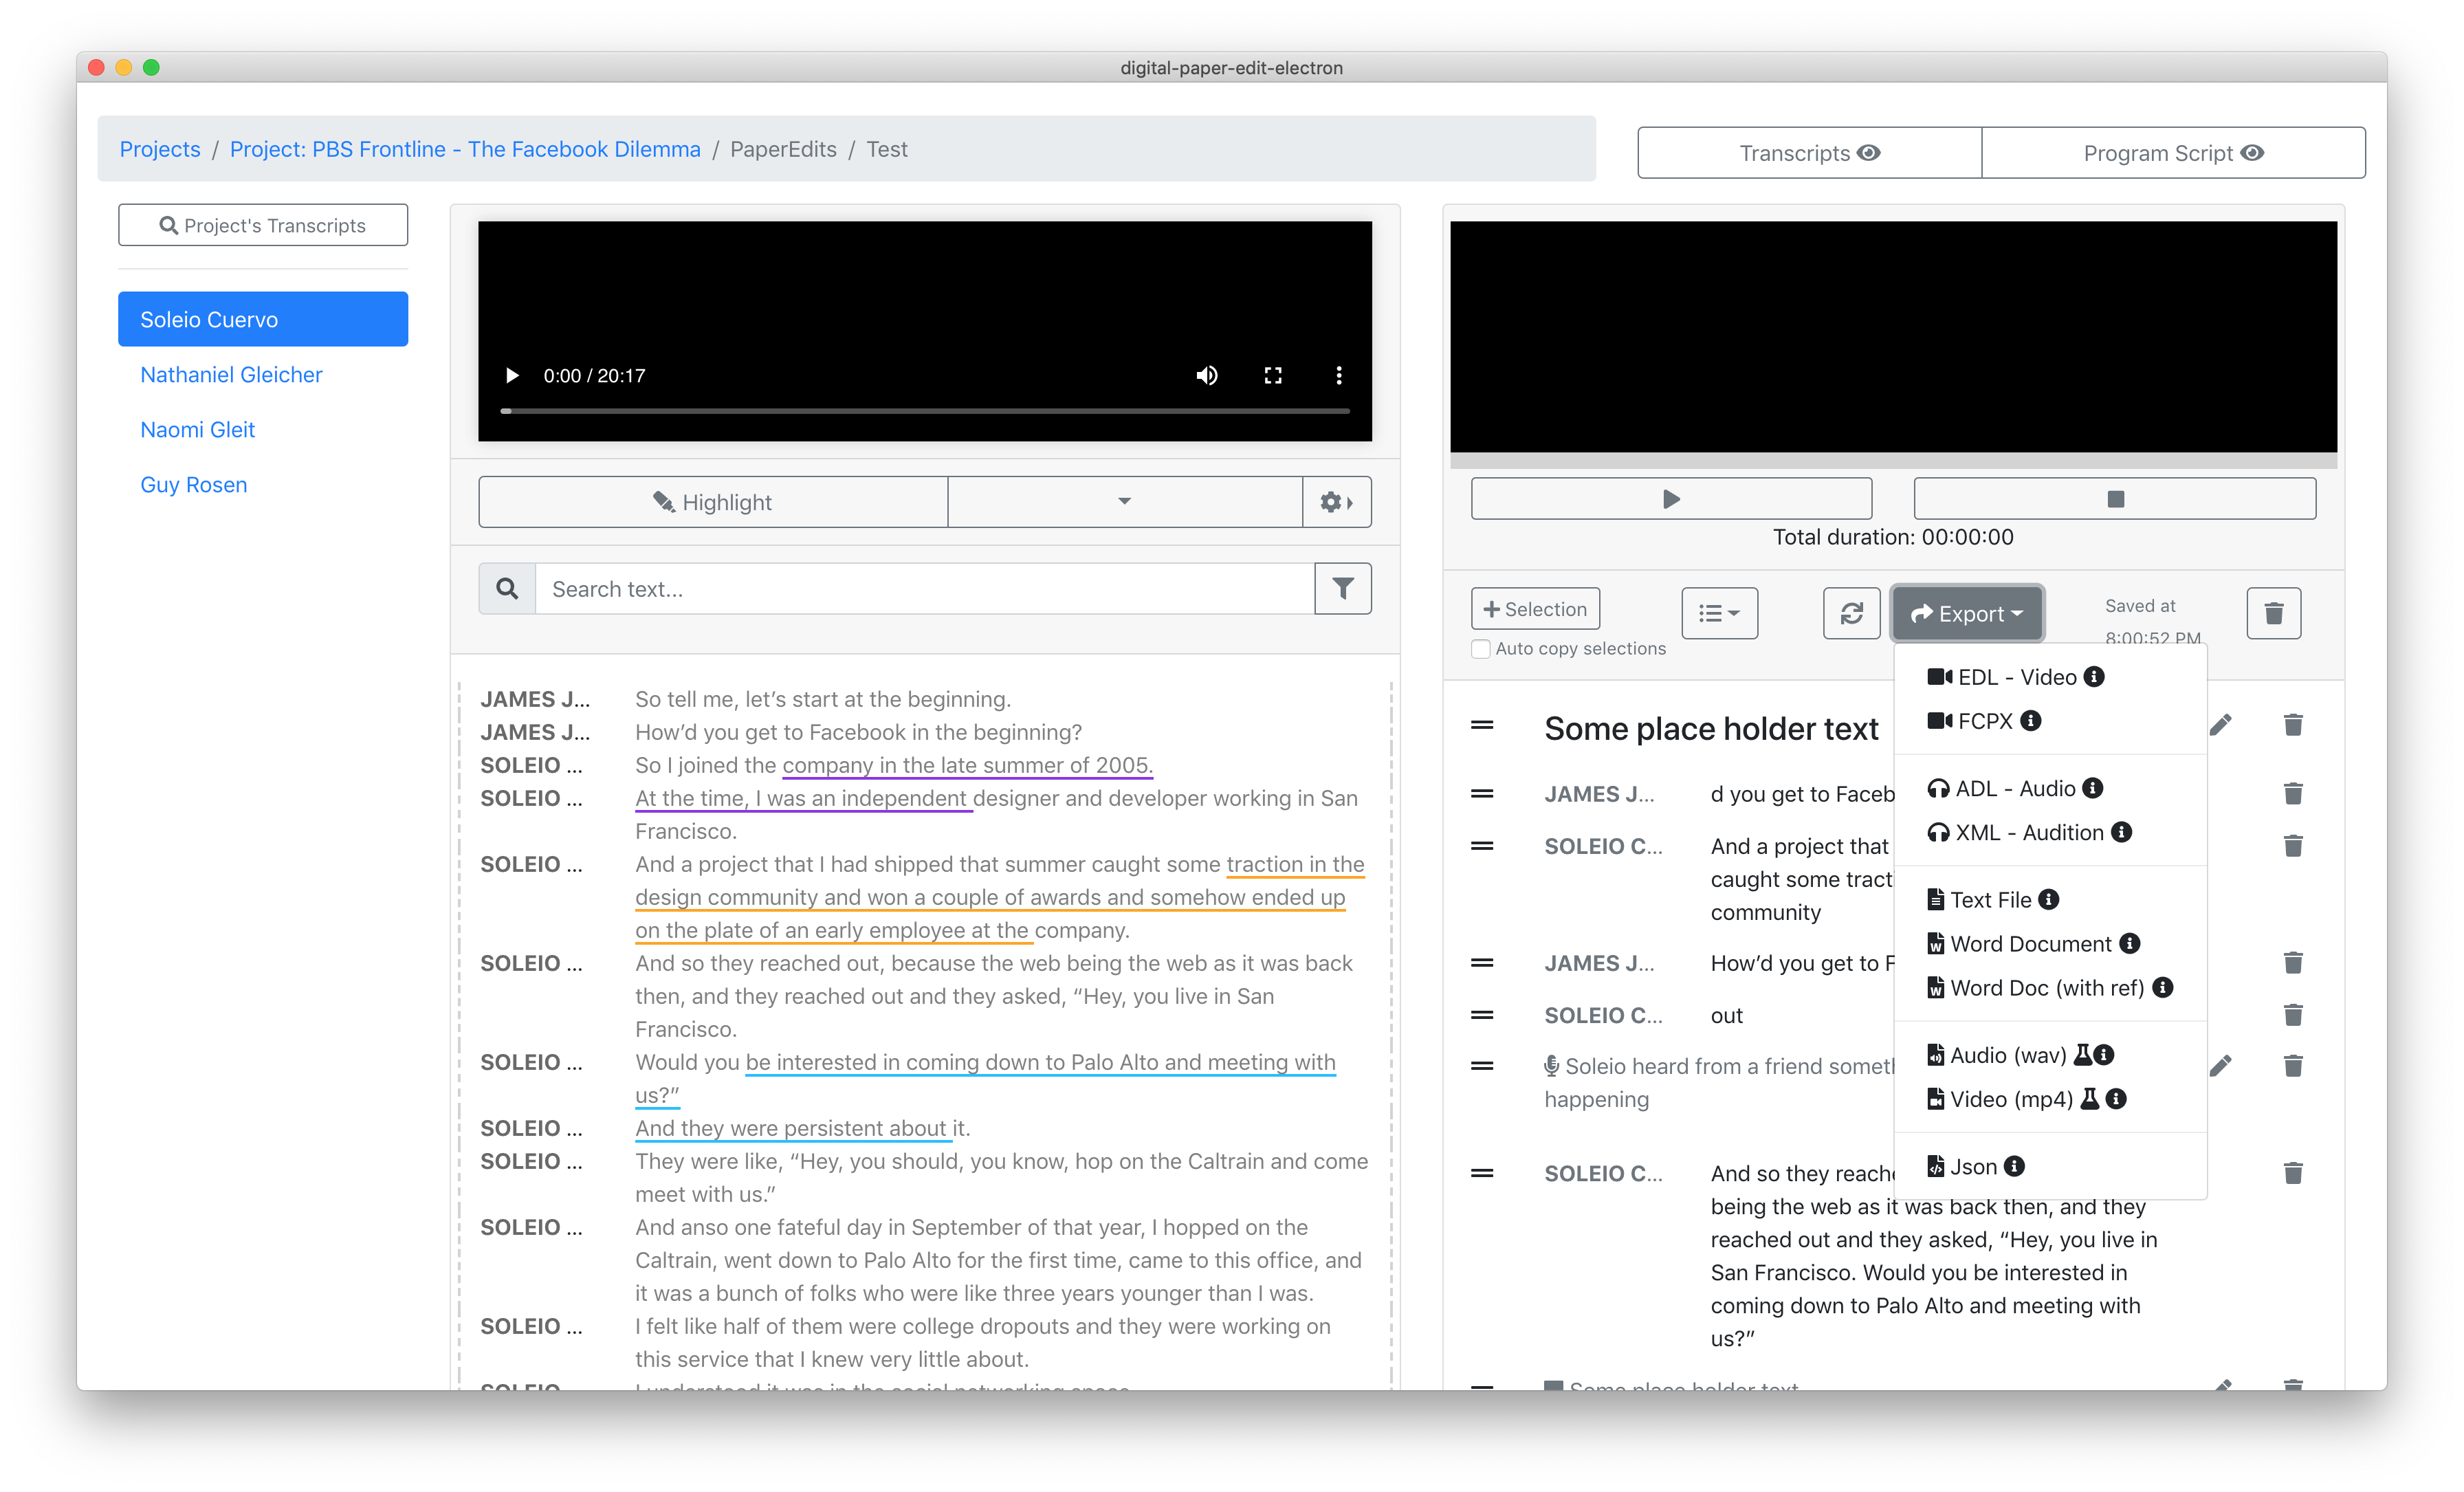 digital-paper-edit-electron
Projects / Project: PBS Frontline - The Facebook Dilemma / PaperEdits / Test
Transcripts
Program Script
Project's Transcripts
Soleio Cuervo
Nathaniel Gleicher
Naomi Gleit
Guy Rosen
0:00 / 20:17
Highlight
Search text...
JAMES J... So tell me, let’s start at the beginning.
JAMES J... How’d you get to Facebook in the beginning?
SOLEIO ... So I joined the company in the late summer of 2005.
SOLEIO ... At the time, I was an independent designer and developer working in San
Francisco.
SOLEIO ... And a project that I had shipped that summer caught some traction in the
design community and won a couple of awards and somehow ended up
on the plate of an early employee at the company.
SOLEIO ... And so they reached out, because the web being the web as it was back
then, and they reached out and they asked, “Hey, you live in San
Francisco.
SOLEIO ... Would you be interested in coming down to Palo Alto and meeting with
us?”
SOLEIO ... And they were persistent about it.
SOLEIO ... They were like, “Hey, you should, you know, hop on the Caltrain and come
meet with us.”
SOLEIO ... And anso one fateful day in September of that year, I hopped on the
Caltrain, went down to Palo Alto for the first time, came to this office, and
it was a bunch of folks who were like three years younger than I was.
SOLEIO ... I felt like half of them were college dropouts and they were working on
this service that I knew very little about.
SOLEIO I understood it was in the social networking space
Total duration: 00:00:00
Selection
Auto copy selections
Export
Saved at
8:00:52 PM
EDL - Video
FCPX
ADL - Audio
XML - Audition
Text File
Word Document
Word Doc (with ref)
Audio (wav)
Video (mp4)
Json
Some place holder text
JAMES J... d you get to Faceb
SOLEIO C... And a project that
caught some tract
community
JAMES J... How’d you get to F
SOLEIO C... out
Soleio heard from a friend someth
happening
SOLEIO C... And so they reache
being the web as it was back then, and they
reached out and they asked, “Hey, you live in
San Francisco. Would you be interested in
coming down to Palo Alto and meeting with
us?”
Some place holder text